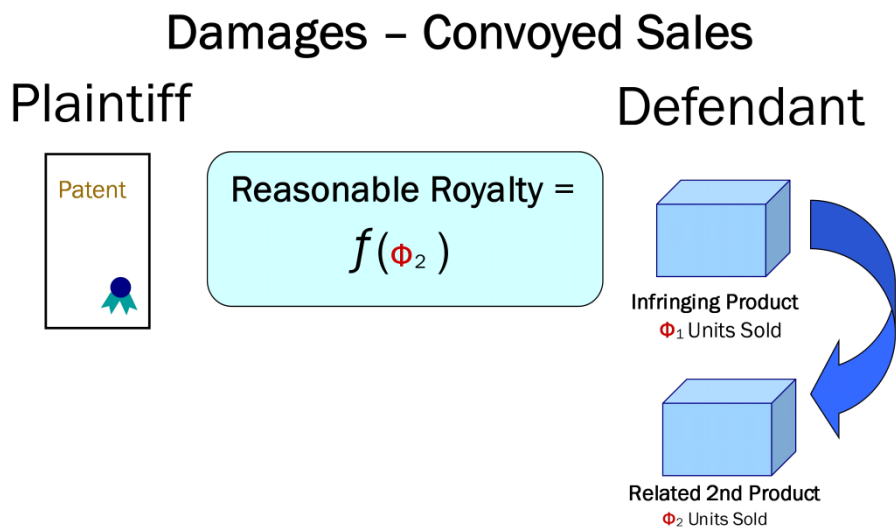 Damages – Convoyed Sales
Plaintiff
Defendant
Patent
Reasonable Royalty =
f(Φ₂ )
Infringing Product
Φ₁ Units Sold
Related 2nd Product
Φ₂ Units Sold